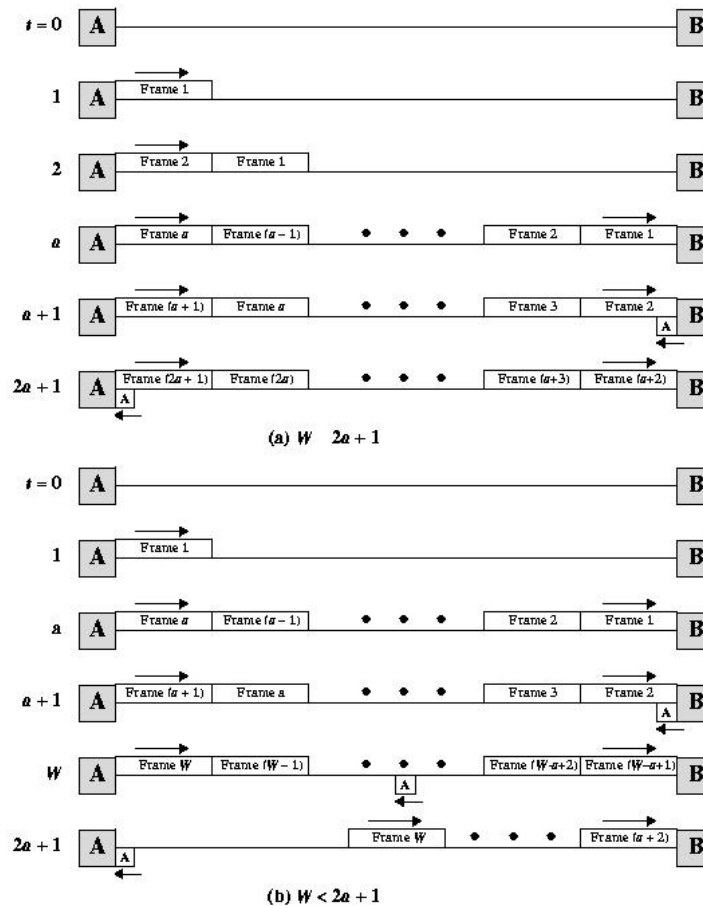 t = 0 A B
1 A Frame 1 B
2 A Frame 2 Frame 1 B
a A Frame a Frame (a – 1) • • • Frame 2 Frame 1 B
a + 1 A Frame (a + 1) Frame a • • • Frame 3 Frame 2 A B
2a + 1 A Frame (2a + 1) Frame (2a) • • • Frame (a+3) Frame (a+2) B
A
(a) W 2a + 1
t = 0 A B
1 A Frame 1 B
a A Frame a Frame (a – 1) • • • Frame 2 Frame 1 B
a + 1 A Frame (a + 1) Frame a • • • Frame 3 Frame 2 A B
W A Frame W Frame (W – 1) • • • Frame (W-a+2) Frame (W–a+1) B
A
2a + 1 A A Frame W • • • Frame (a + 2) B
(b) W < 2a + 1